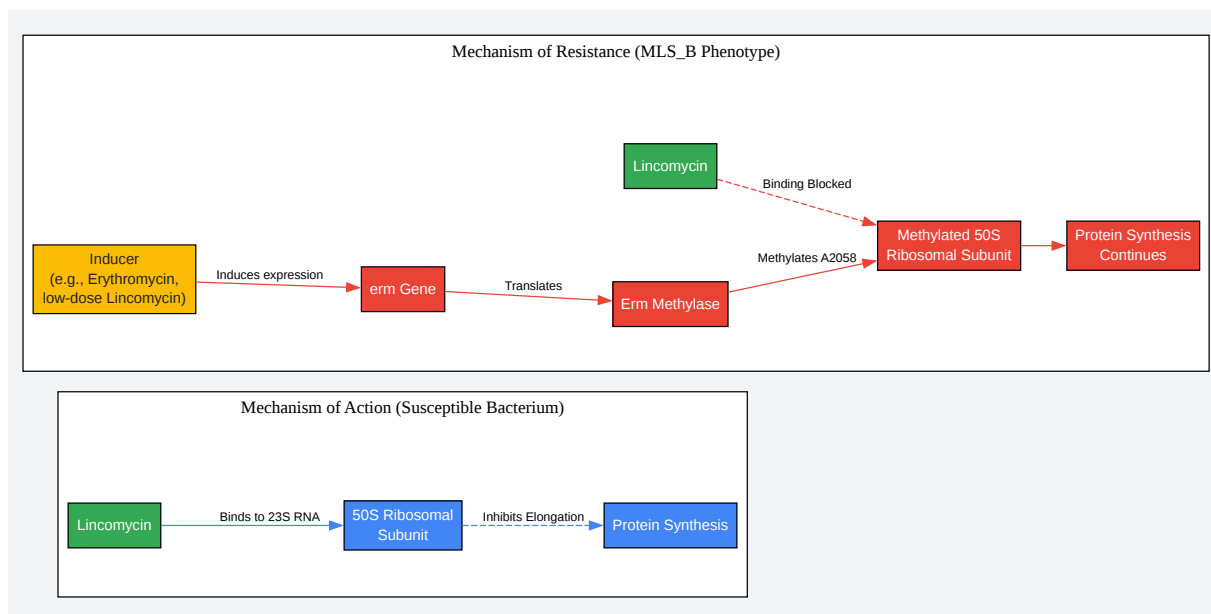 Mechanism of Resistance (MLS_B Phenotype)
Lincomycin
Binding Blocked
Methylated 50S
Ribosomal Subunit
Protein Synthesis
Continues
Inducer
(e.g., Erythromycin,
low-dose Lincomycin)
Induces expression
erm Gene
Translates
Erm Methylase
Methylates A2058
Mechanism of Action (Susceptible Bacterium)
Lincomycin
Binds to 23S RNA
50S Ribosomal
Subunit
Inhibits Elongation
Protein Synthesis